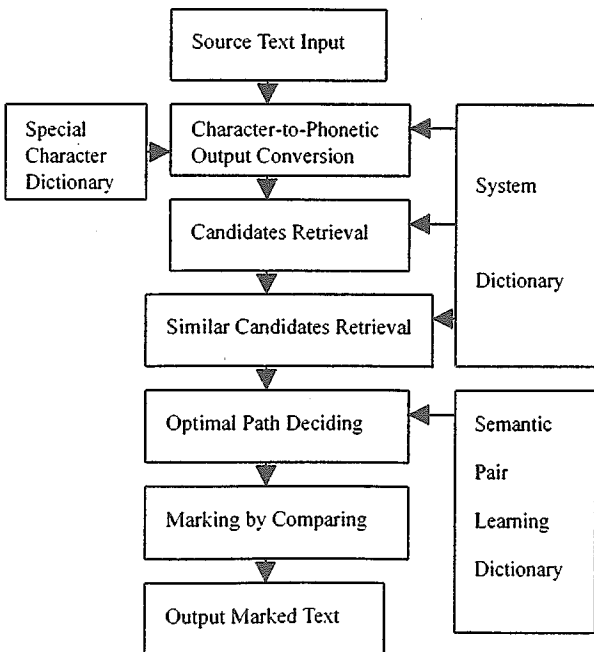 Source Text Input
Special
Character
Dictionary
Character-to-Phonetic
Output Conversion
System
Dictionary
Candidates Retrieval
Similar Candidates Retrieval
Optimal Path Deciding
Semantic
Pair
Learning
Dictionary
Marking by Comparing
Output Marked Text